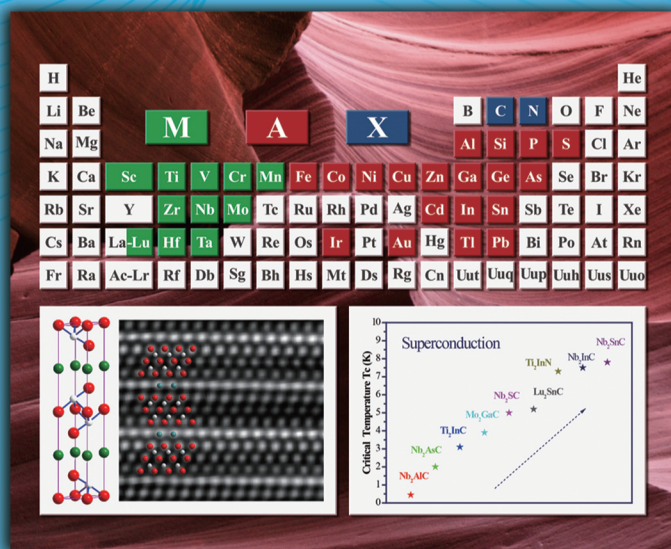 H He
Li Be B C N O F Ne
M A X
Na Mg Al Si P S Cl Ar
K Ca Sc Ti V Cr Mn Fe Co Ni Cu Zn Ga Ge As Se Br Kr
Rb Sr Y Zr Nb Mo Tc Ru Rh Pd Ag Cd In Sn Sb Te I Xe
Cs Ba La-Lu Hf Ta W Re Os Ir Pt Au Hg Tl Pb Bi Po At Rn
Fr Ra Ac-Lr Rf Db Sg Bh Hs Mt Ds Rg Cn Uut Uuq Uup Uuh Uus Uuo
Critical Temperature Tc (K)
10
9
8
7
6
5
4
3
2
1
0
Superconduction
Nb₂SnC
Nb₂InC
Ti₂InN
Lu₂SnC
Nb₂SC
Mo₂GaC
Ti₂InC
Nb₂AsC
Nb₂AlC